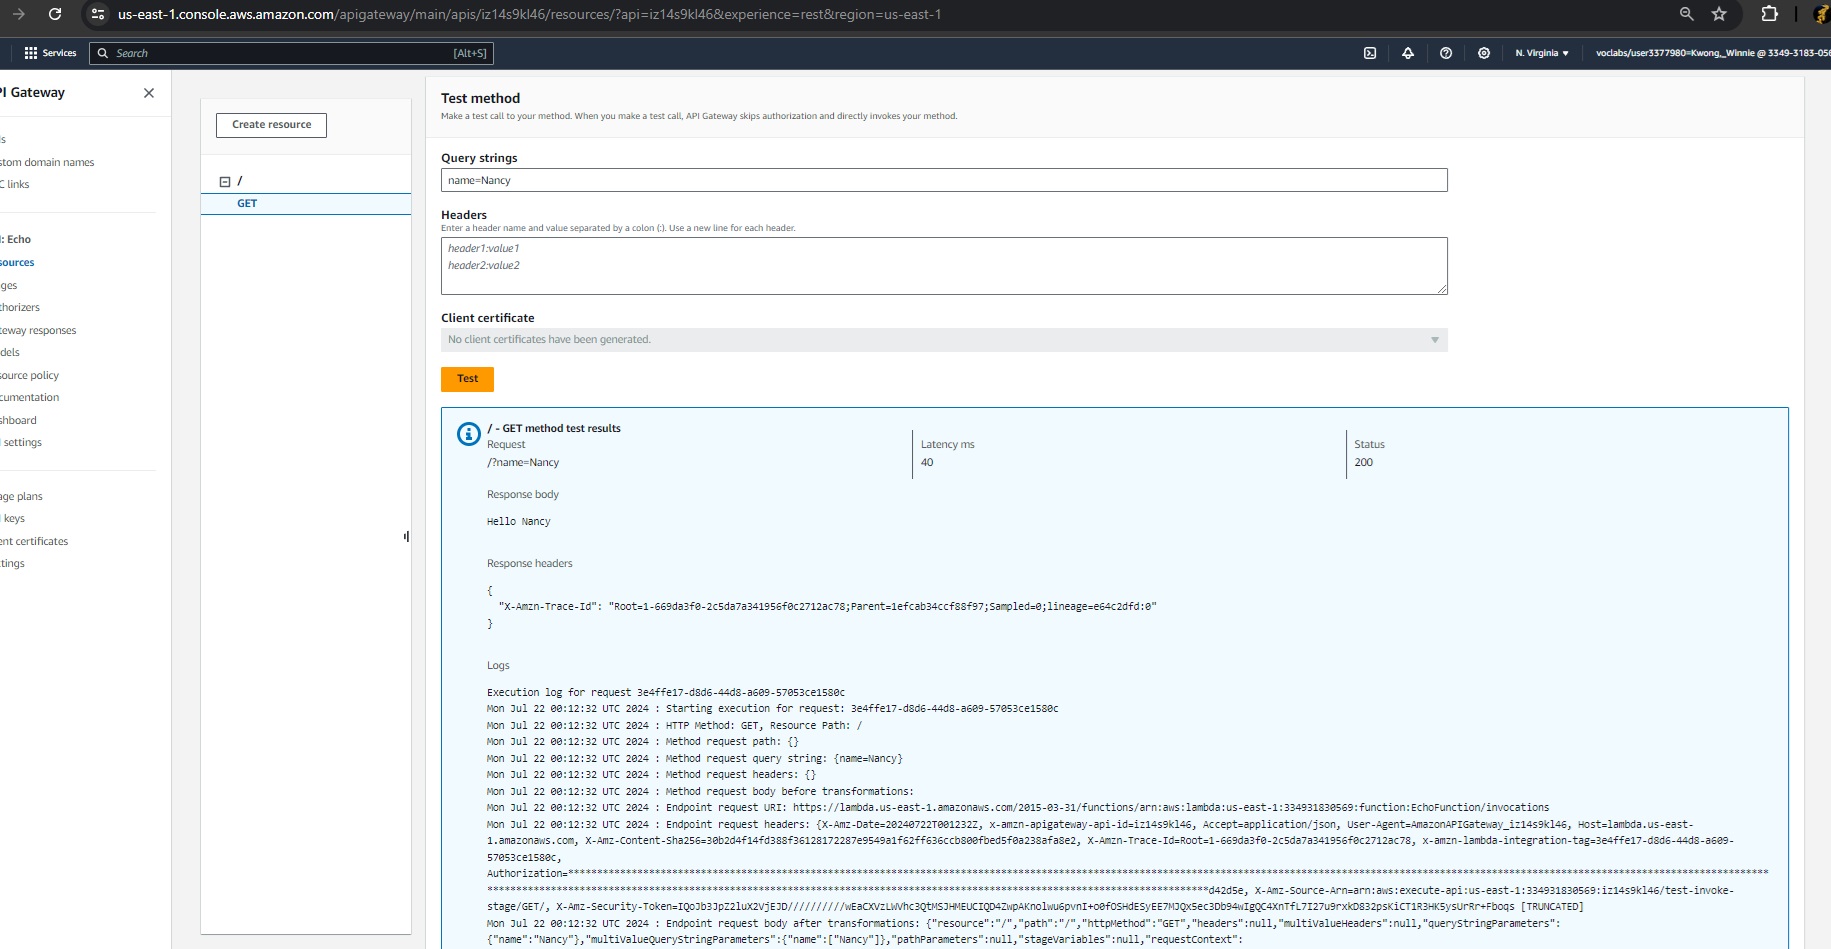 us-east-1.console.aws.amazon.com/apigateway/main/apis/iz14s9kl46/resources/?api=iz14s9kl46&experience=rest&region=us-east-1
Services
Search
[Alt+S]
N. Virginia
voclabs/user3377980=Kwong,_Winnie @ 3349-3183-056
PI Gateway
stom domain names
C links
: Echo
sources
ges
thorizers
teway responses
dels
source policy
cumentation
shboard
settings
age plans
keys
ent certificates
tings
Create resource
/
GET
Test method
Make a test call to your method. When you make a test call, API Gateway skips authorization and directly invokes your method.
Query strings
name=Nancy
Headers
Enter a header name and value separated by a colon (:). Use a new line for each header.
header1:value1
header2:value2
Client certificate
No client certificates have been generated.
Test
/ - GET method test results
Request
/?name=Nancy
Latency ms
40
Status
200
Response body
Hello Nancy
Response headers
{
"X-Amzn-Trace-Id": "Root=1-669da3f0-2c5da7a341956f0c2712ac78;Parent=1efcab34ccf88f97;Sampled=0;lineage=e64c2dfd:0"
}
Logs
Execution log for request 3e4ffe17-d8d6-44d8-a609-57053ce1580c
Mon Jul 22 00:12:32 UTC 2024 : Starting execution for request: 3e4ffe17-d8d6-44d8-a609-57053ce1580c
Mon Jul 22 00:12:32 UTC 2024 : HTTP Method: GET, Resource Path: /
Mon Jul 22 00:12:32 UTC 2024 : Method request path: {}
Mon Jul 22 00:12:32 UTC 2024 : Method request query string: {name=Nancy}
Mon Jul 22 00:12:32 UTC 2024 : Method request headers: {}
Mon Jul 22 00:12:32 UTC 2024 : Method request body before transformations:
Mon Jul 22 00:12:32 UTC 2024 : Endpoint request URI: https://lambda.us-east-1.amazonaws.com/2015-03-31/functions/arn:aws:lambda:us-east-1:334931830569:function:EchoFunction/invocations
Mon Jul 22 00:12:32 UTC 2024 : Endpoint request headers: {X-Amz-Date=20240722T001232Z, x-amzn-apigateway-api-id=iz14s9kl46, Accept=application/json, User-Agent=AmazonAPIGateway_iz14s9kl46, Host=lambda.us-east-
1.amazonaws.com, X-Amz-Content-Sha256=30b2d4f14fd388f36128172287e9549a1f62ff636ccb800fbed5f0a238afa8e2, X-Amzn-Trace-Id=Root=1-669da3f0-2c5da7a341956f0c2712ac78, x-amzn-lambda-integration-tag=3e4ffe17-d8d6-44d8-a609-
57053ce1580c,
Authorization=
d42d5e, X-Amz-Source-Arn=arn:aws:execute-api:us-east-1:334931830569:iz14s9kl46/test-invoke-
stage/GET/, X-Amz-Security-Token= [TRUNCATED]
Mon Jul 22 00:12:32 UTC 2024 : Endpoint request body after transformations: {"resource":"/","path":"/","httpMethod":"GET","headers":null,"multiValueHeaders":null,"queryStringParameters":
{"name":"Nancy"},"multiValueQueryStringParameters":{"name":["Nancy"]},"pathParameters":null,"stageVariables":null,"requestContext":